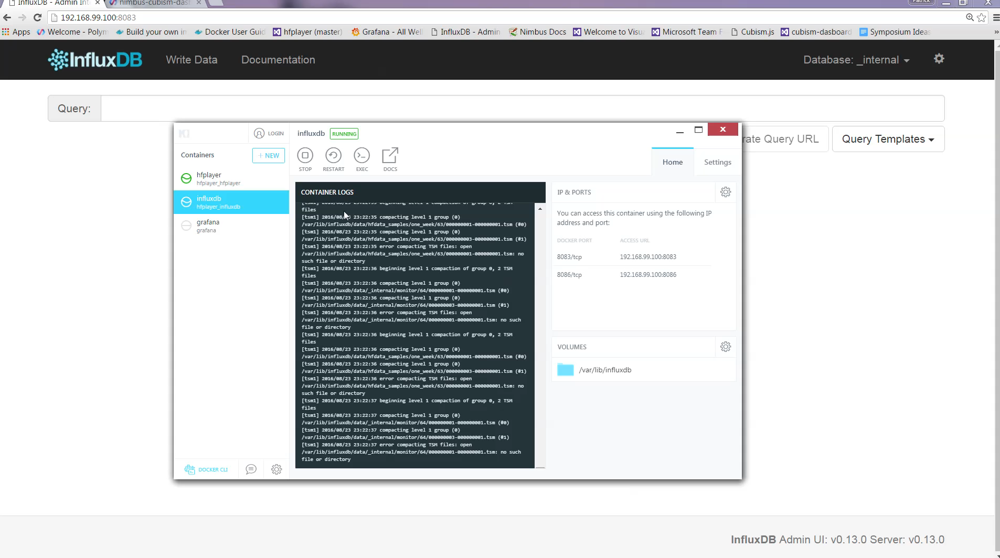 InfluxDB - Admin Int
nimbus-cubism-dash
Patrick
192.168.99.100:8083
Apps
Welcome - Polym
Build your own in
Docker User Guid
hfplayer (master)
Grafana - All Well
InfluxDB - Admin
Nimbus Docs
Welcome to Visu
Microsoft Team F
Cubism.js
cubism-dasboard
Symposium Ideas
»
InfluxDB
Write Data
Documentation
Database: _internal
Query:
rate Query URL
Query Templates
LOGIN
influxdb
RUNNING
Containers
+ NEW
STOP
RESTART
EXEC
DOCS
Home
Settings
hfplayer
hfplayer_hfplayer
influxdb
hfplayer_influxdb
grafana
grafana
DOCKER CLI
CONTAINER LOGS
[tsm1] 2016/08/23 23:22:35 beginning level 1 compaction of group 0, 2 TSM
files
[tsm1] 2016/08/23 23:22:35 compacting level 1 group (0)
/var/lib/influxdb/data/hfdata_samples/one_week/63/000000001-000000001.tsm (#0)
[tsm1] 2016/08/23 23:22:35 compacting level 1 group (0)
/var/lib/influxdb/data/hfdata_samples/one_week/63/000000003-000000001.tsm (#1)
[tsm1] 2016/08/23 23:22:35 error compacting TSM files: open
/var/lib/influxdb/data/hfdata_samples/one_week/63/000000001-000000001.tsm: no
such file or directory
[tsm1] 2016/08/23 23:22:36 beginning level 1 compaction of group 0, 2 TSM
files
[tsm1] 2016/08/23 23:22:36 compacting level 1 group (0)
/var/lib/influxdb/data/_internal/monitor/64/000000001-000000001.tsm (#0)
[tsm1] 2016/08/23 23:22:36 compacting level 1 group (0)
/var/lib/influxdb/data/_internal/monitor/64/000000003-000000001.tsm (#1)
[tsm1] 2016/08/23 23:22:36 error compacting TSM files: open
/var/lib/influxdb/data/_internal/monitor/64/000000001-000000001.tsm: no such
file or directory
[tsm1] 2016/08/23 23:22:36 beginning level 1 compaction of group 0, 2 TSM
files
[tsm1] 2016/08/23 23:22:36 compacting level 1 group (0)
/var/lib/influxdb/data/hfdata_samples/one_week/63/000000001-000000001.tsm (#0)
[tsm1] 2016/08/23 23:22:36 compacting level 1 group (0)
/var/lib/influxdb/data/hfdata_samples/one_week/63/000000003-000000001.tsm (#1)
[tsm1] 2016/08/23 23:22:36 error compacting TSM files: open
/var/lib/influxdb/data/hfdata_samples/one_week/63/000000001-000000001.tsm: no
such file or directory
[tsm1] 2016/08/23 23:22:37 beginning level 1 compaction of group 0, 2 TSM
files
[tsm1] 2016/08/23 23:22:37 compacting level 1 group (0)
/var/lib/influxdb/data/_internal/monitor/64/000000001-000000001.tsm (#0)
[tsm1] 2016/08/23 23:22:37 compacting level 1 group (0)
/var/lib/influxdb/data/_internal/monitor/64/000000003-000000001.tsm (#1)
[tsm1] 2016/08/23 23:22:37 error compacting TSM files: open
/var/lib/influxdb/data/_internal/monitor/64/000000001-000000001.tsm: no such
file or directory
IP & PORTS
You can access this container using the following IP
address and port:
DOCKER PORT
ACCESS URL
8083/tcp
192.168.99.100:8083
8086/tcp
192.168.99.100:8086
VOLUMES
/var/lib/influxdb
InfluxDB Admin UI: v0.13.0 Server: v0.13.0